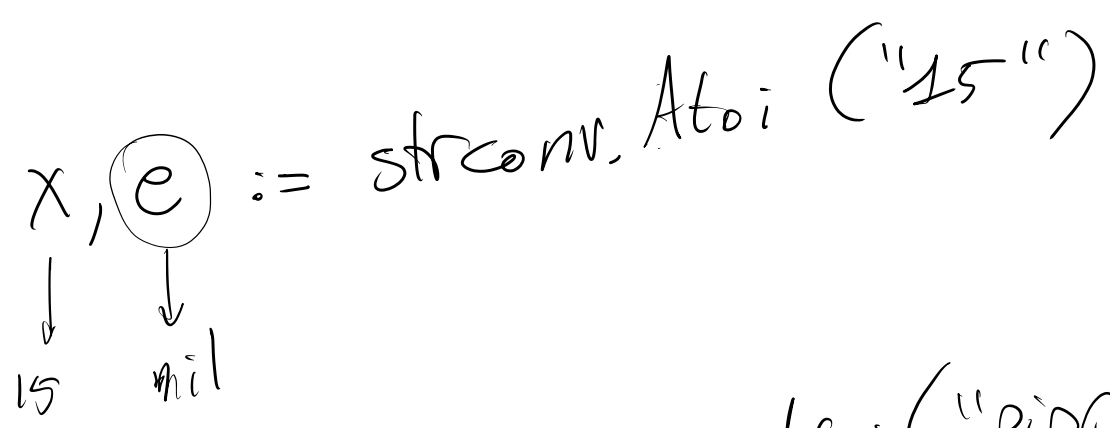 x, e := strconv. Atoi ("15")
15 nil